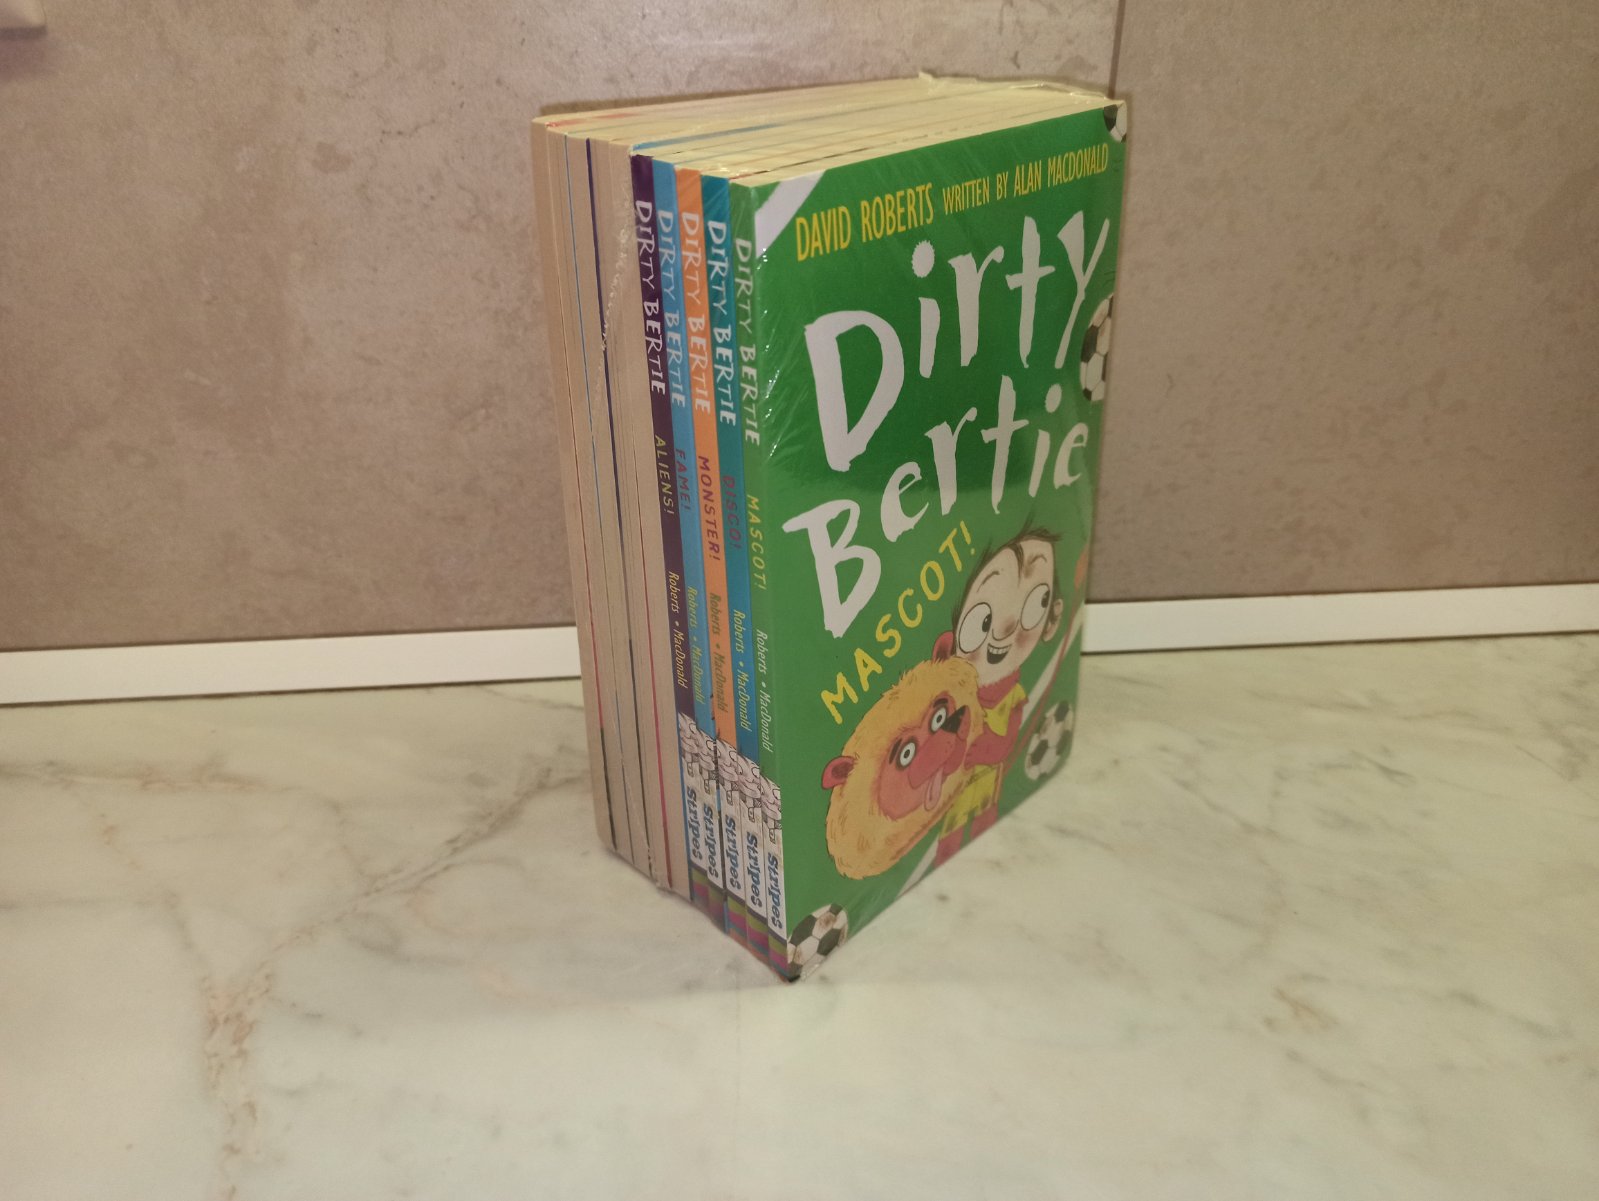 DAVID ROBERTS WRITTEN BY ALAN MACDONALD
Dirty
Bertie
MASCOT!
DIRTY BERTIE ALIENS! Roberts • MacDonald Stripes
DIRTY BERTIE FAME! Roberts • MacDonald Stripes
DIRTY BERTIE MONSTER! Roberts • MacDonald Stripes
DIRTY BERTIE DISCO! Roberts • MacDonald Stripes
DIRTY BERTIE MASCOT! Roberts • MacDonald Stripes